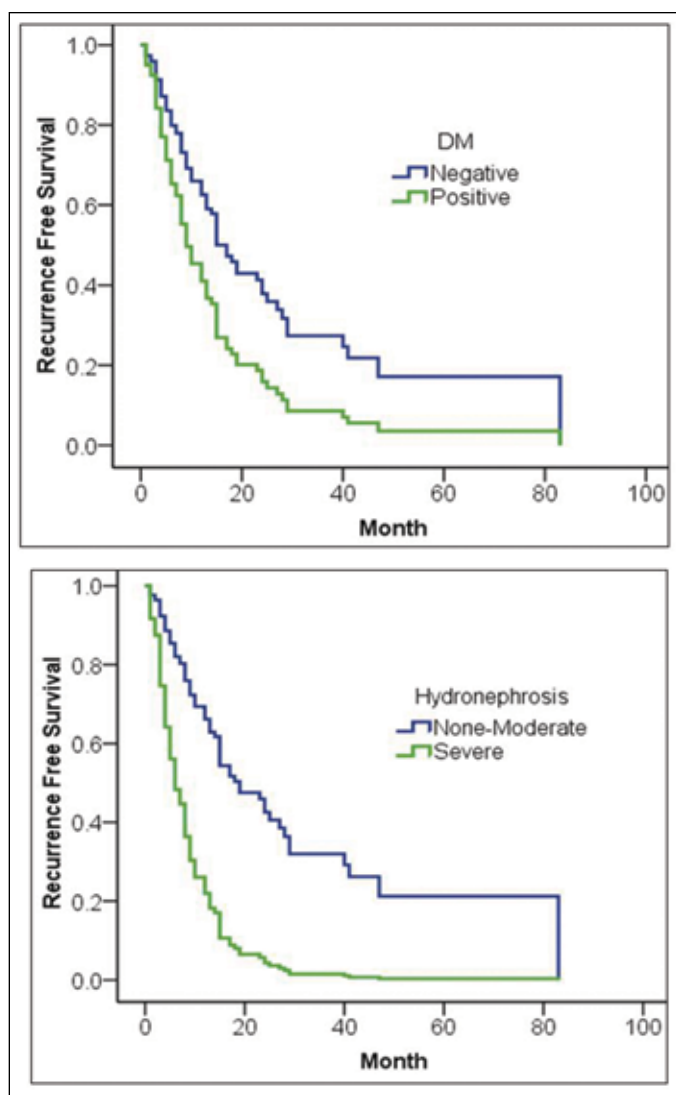 1.0
0.8
0.6
0.4
0.2
0.0
Recurrence Free Survival
DM
Negative
Positive
0 20 40 60 80 100
Month
1.0
0.8
0.6
0.4
0.2
0.0
Recurrence Free Survival
Hydronephrosis
None-Moderate
Severe
0 20 40 60 80 100
Month